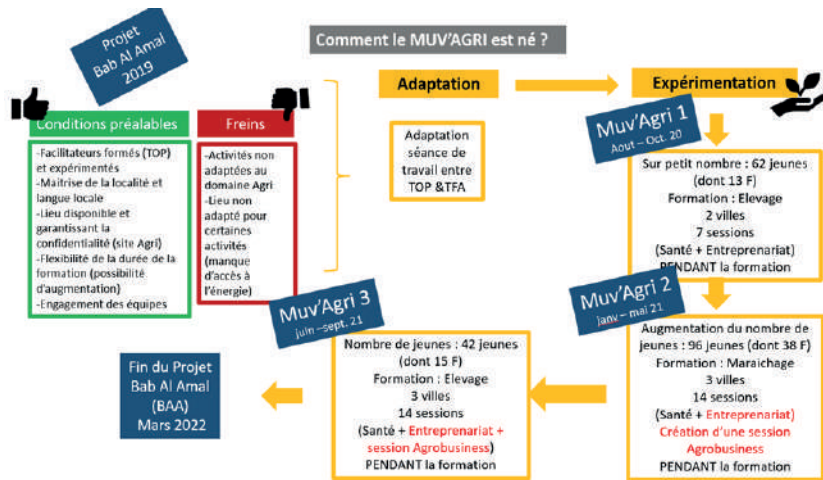 Projet
Bab Al Amal
2019
Comment le MUV'AGRI est né ?
Conditions préalables
-Facilitateurs formés (TOP)
et expérimentés
-Maitrise de la localité et
langue locale
-Lieu disponible et
garantissant la
confidentialité (site Agri)
-Flexibilité de la durée de la
formation (possibilité
d'augmentation)
-Engagement des équipes
Freins
-Activités non
adaptées au
domaine Agri
-Lieu non
adapté pour
certaines
activités
(manque
d'accès à
l'énergie)
Adaptation
Adaptation
séance de
travail entre
TOP &TFA
Expérimentation
Muv'Agri 1
Aout – Oct. 20
Sur petit nombre : 62 jeunes
(dont 13 F)
Formation : Elevage
2 villes
7 sessions
(Santé + Entreprenariat)
PENDANT la formation
Muv'Agri 2
janv – mai 21
Augmentation du nombre de
jeunes : 96 jeunes (dont 38 F)
Formation : Maraichage
3 villes
14 sessions
(Santé + Entreprenariat)
Création d'une session
Agrobusiness
PENDANT la formation
Muv'Agri 3
juin –sept. 21
Nombre de jeunes : 42 jeunes
(dont 15 F)
Formation : Elevage
3 villes
14 sessions
(Santé + Entreprenariat +
session Agrobusiness)
PENDANT la formation
Fin du Projet
Bab Al Amal
(BAA)
Mars 2022